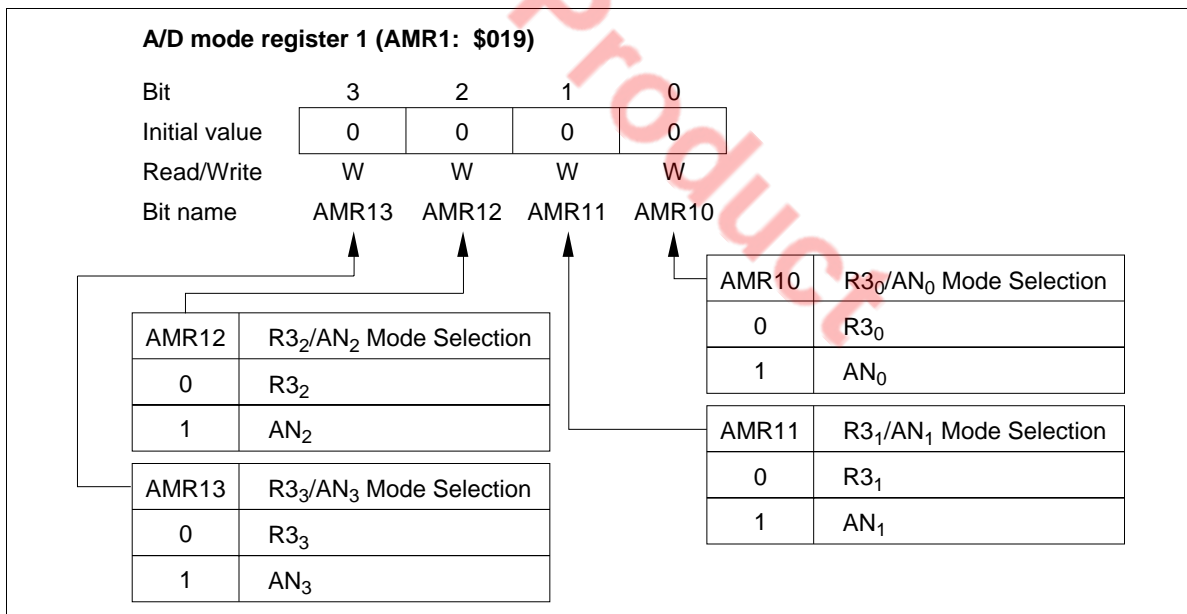 A/D mode register 1 (AMR1: $019)
Bit 3 2 1 0
Initial value 0 0 0 0
Read/Write W W W W
Bit name AMR13 AMR12 AMR11 AMR10
AMR10 R3₀/AN₀ Mode Selection
0 R3₀
1 AN₀
AMR12 R3₂/AN₂ Mode Selection
0 R3₂
1 AN₂
AMR11 R3₁/AN₁ Mode Selection
0 R3₁
1 AN₁
AMR13 R3₃/AN₃ Mode Selection
0 R3₃
1 AN₃
Product